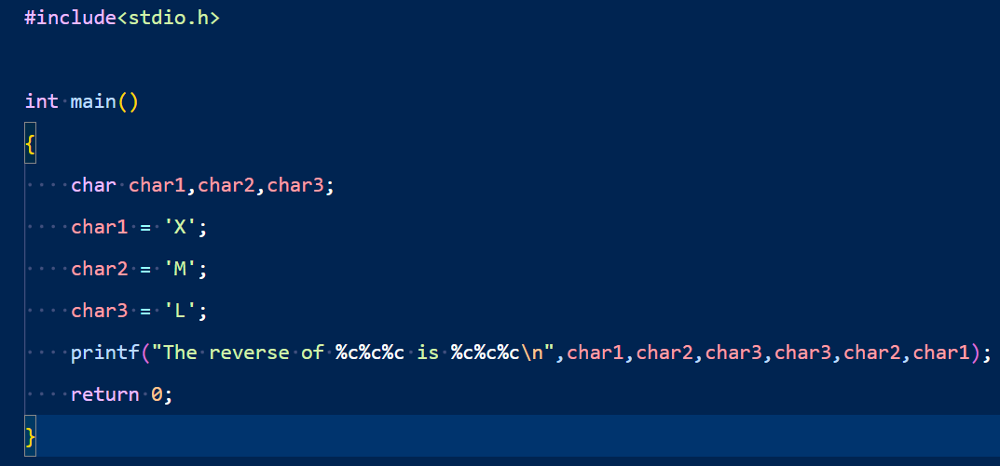 #include<stdio.h>
int main()
{
    char char1,char2,char3;
    char1 = 'X';
    char2 = 'M';
    char3 = 'L';
    printf("The reverse of %c%c%c is %c%c%c\n",char1,char2,char3,char3,char2,char1);
    return 0;
}